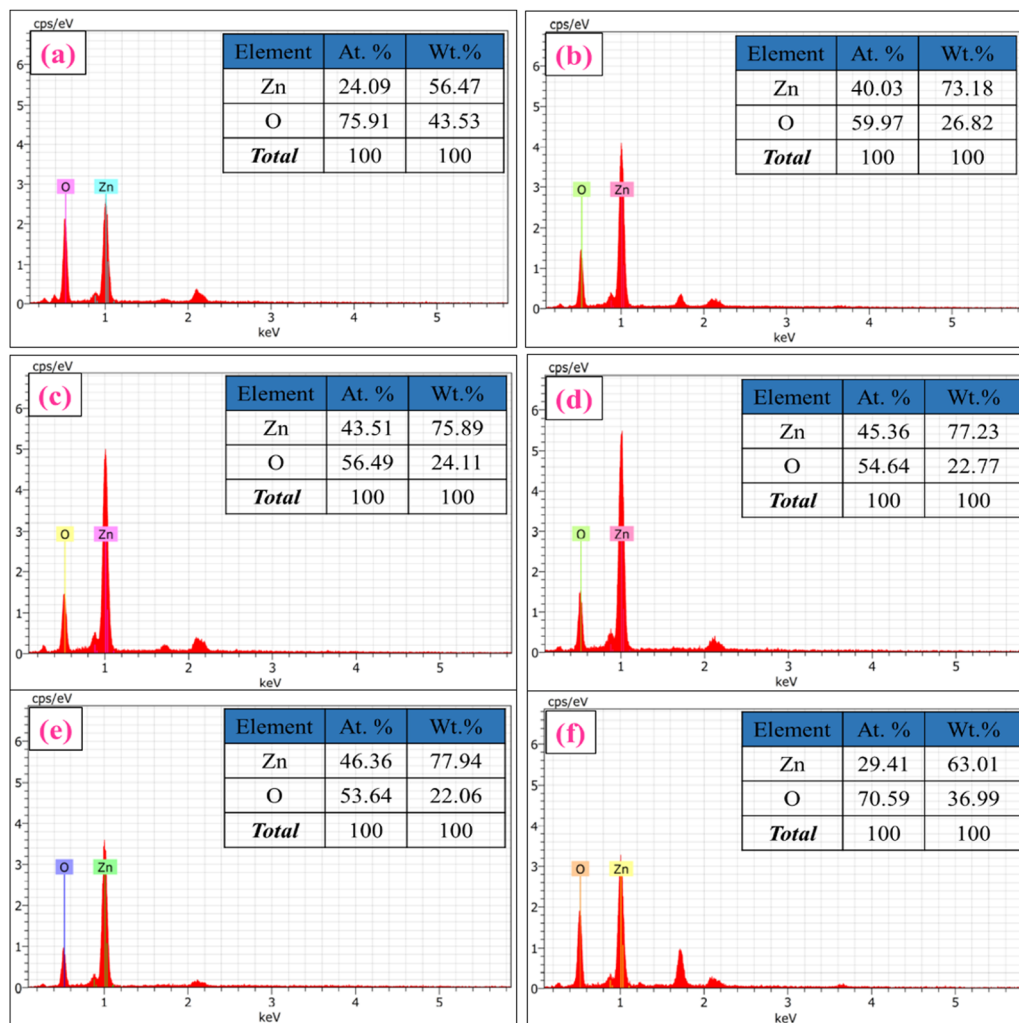 cps/eV
(a)
Element At. % Wt.%
Zn 24.09 56.47
O 75.91 43.53
Total 100 100
6
5
4
3
2
1
0
O Zn
1 2 3 4 5
keV
cps/eV
(b)
Element At. % Wt.%
Zn 40.03 73.18
O 59.97 26.82
Total 100 100
6
5
4
3
2
1
0
O Zn
1 2 3 4 5
keV
cps/eV
(c)
Element At. % Wt.%
Zn 43.51 75.89
O 56.49 24.11
Total 100 100
6
5
4
3
2
1
0
O Zn
1 2 3 4 5
keV
cps/eV
(d)
Element At. % Wt.%
Zn 45.36 77.23
O 54.64 22.77
Total 100 100
6
5
4
3
2
1
0
O Zn
1 2 3 4 5
keV
cps/eV
(e)
Element At. % Wt.%
Zn 46.36 77.94
O 53.64 22.06
Total 100 100
6
5
4
3
2
1
0
O Zn
1 2 3 4 5
keV
cps/eV
(f)
Element At. % Wt.%
Zn 29.41 63.01
O 70.59 36.99
Total 100 100
6
5
4
3
2
1
0
O Zn
1 2 3 4 5
keV